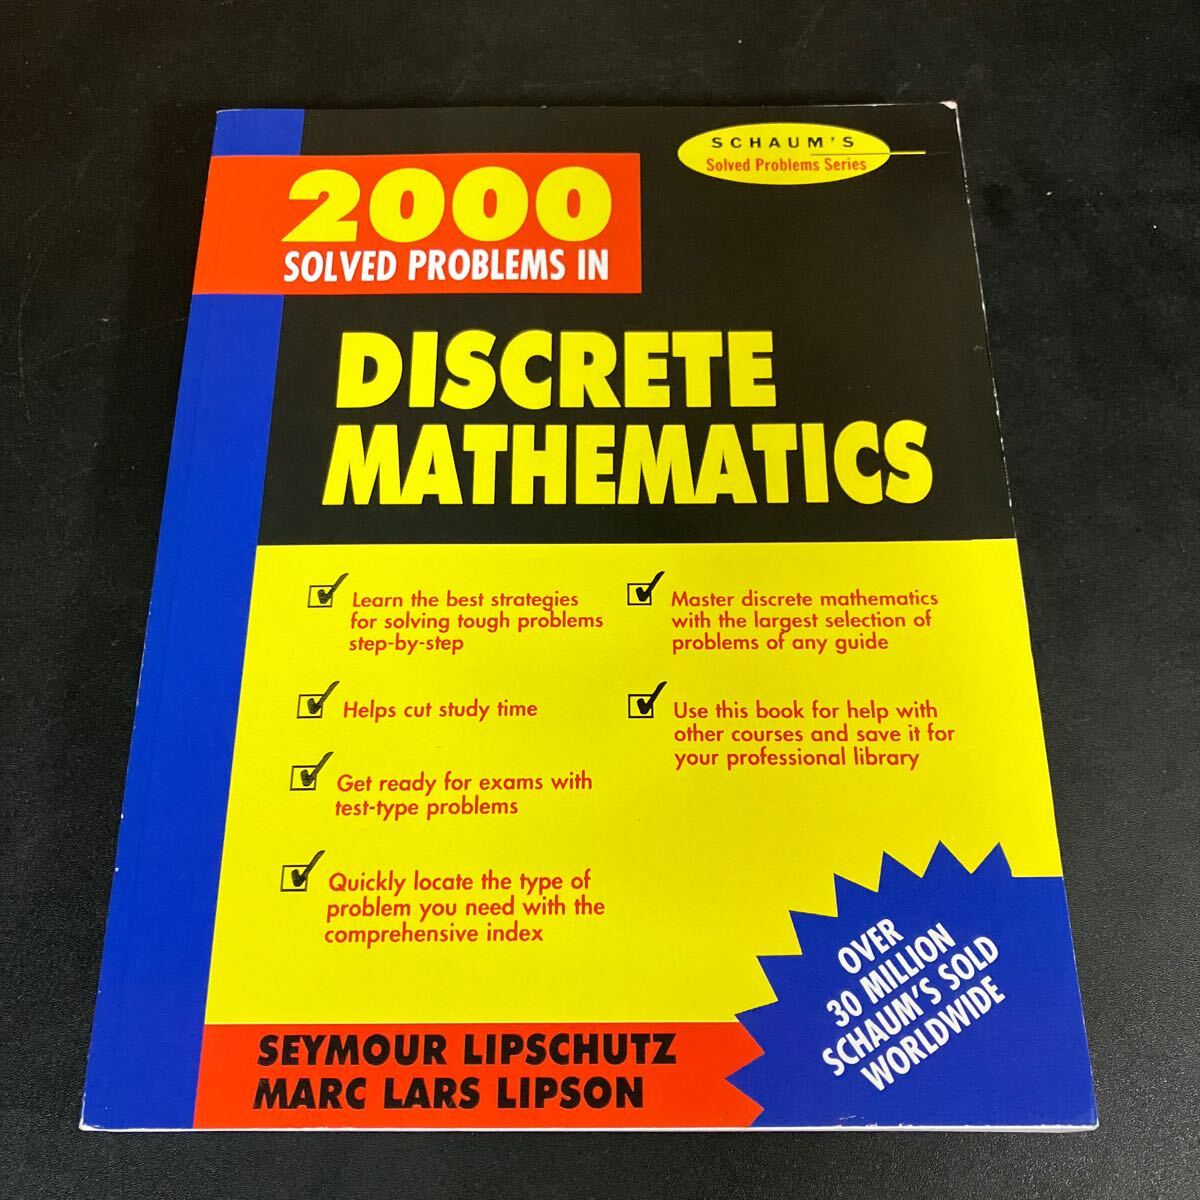 SCHAUM'S
Solved Problems Series
2000
SOLVED PROBLEMS IN
DISCRETE
MATHEMATICS
Learn the best strategies
for solving tough problems
step-by-step
Helps cut study time
Get ready for exams with
test-type problems
Quickly locate the type of
problem you need with the
comprehensive index
Master discrete mathematics
with the largest selection of
problems of any guide
Use this book for help with
other courses and save it for
your professional library
OVER
30 MILLION
SCHAUM'S SOLD
WORLDWIDE
SEYMOUR LIPSCHUTZ
MARC LARS LIPSON